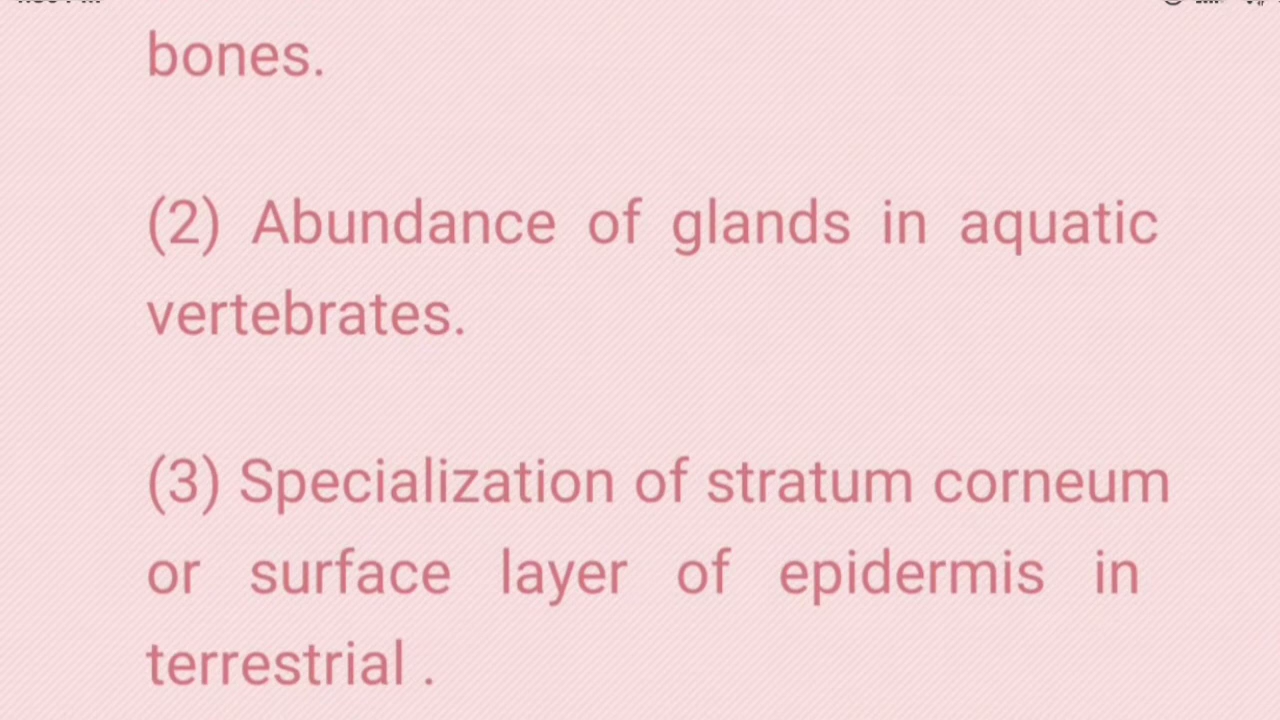 bones.
(2) Abundance of glands in aquatic
vertebrates.
(3) Specialization of stratum corneum
or surface layer of epidermis in
terrestrial .